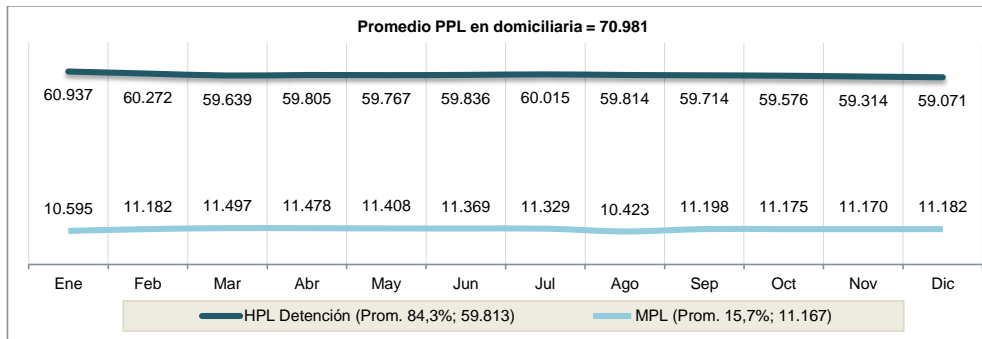 Promedio PPL en domiciliaria = 70.981
60.937 60.272 59.639 59.805 59.767 59.836 60.015 59.814 59.714 59.576 59.314 59.071
10.595 11.182 11.497 11.478 11.408 11.369 11.329 10.423 11.198 11.175 11.170 11.182
Ene Feb Mar Abr May Jun Jul Ago Sep Oct Nov Dic
HPL Detención (Prom. 84,3%; 59.813) MPL (Prom. 15,7%; 11.167)